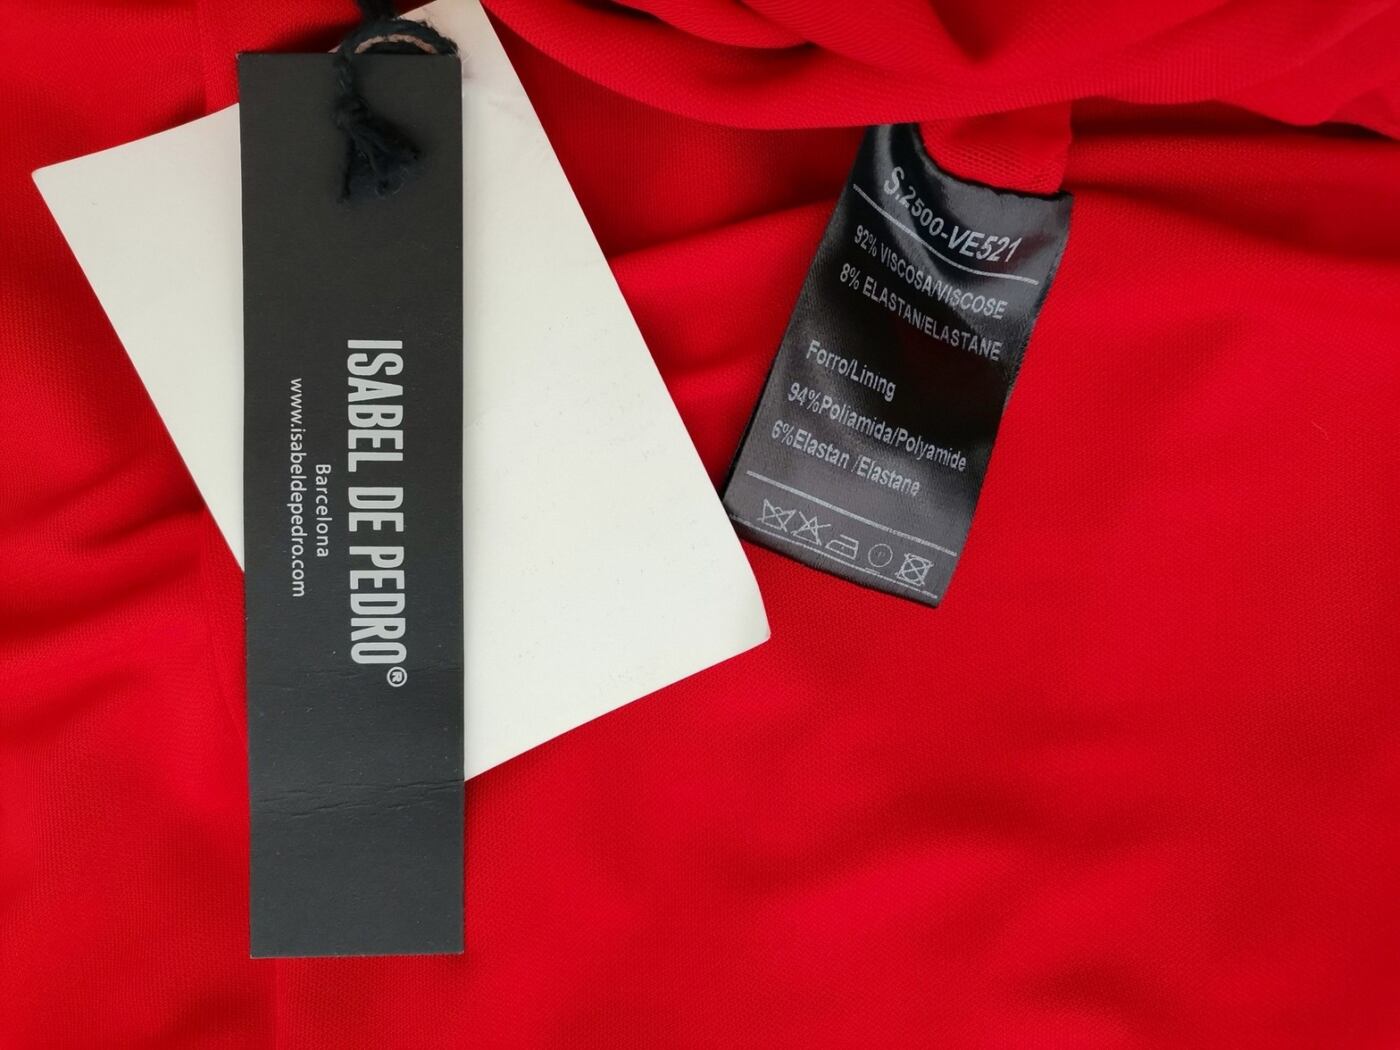 ISABEL DE PEDRO®
Barcelona
www.isabeldepedro.com
S.2500-VE521
92% VISCOSA/VISCOSE
8% ELASTAN/ELASTANE
Forro/Lining
94%Poliamida/Polyamide
6%Elastan /Elastane